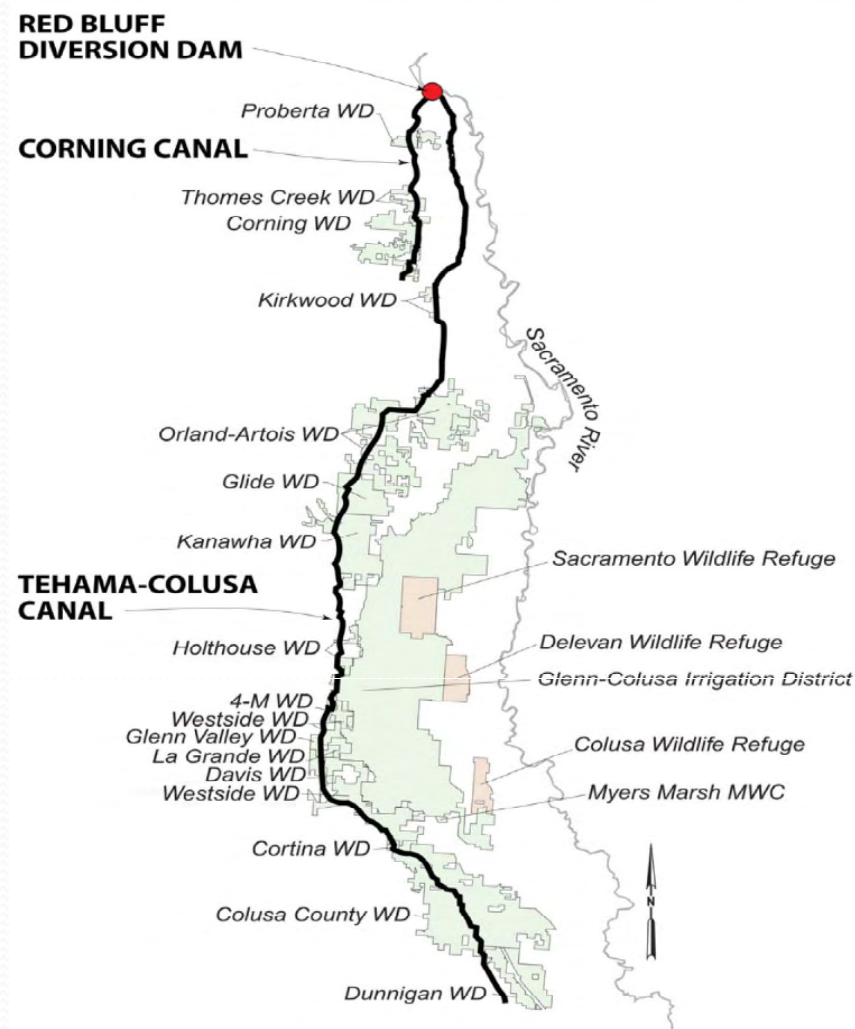 RED BLUFF
DIVERSION DAM
Proberta WD
CORNING CANAL
Thomes Creek WD
Corning WD
Kirkwood WD
Sacramento River
Orland-Artois WD
Glide WD
Kanawha WD
Sacramento Wildlife Refuge
TEHAMA-COLUSA
CANAL
Holthouse WD
Delevan Wildlife Refuge
Glenn-Colusa Irrigation District
4-M WD
Westside WD
Glenn Valley WD
La Grande WD
Davis WD
Westside WD
Colusa Wildlife Refuge
Myers Marsh MWC
Cortina WD
Colusa County WD
N
Dunnigan WD